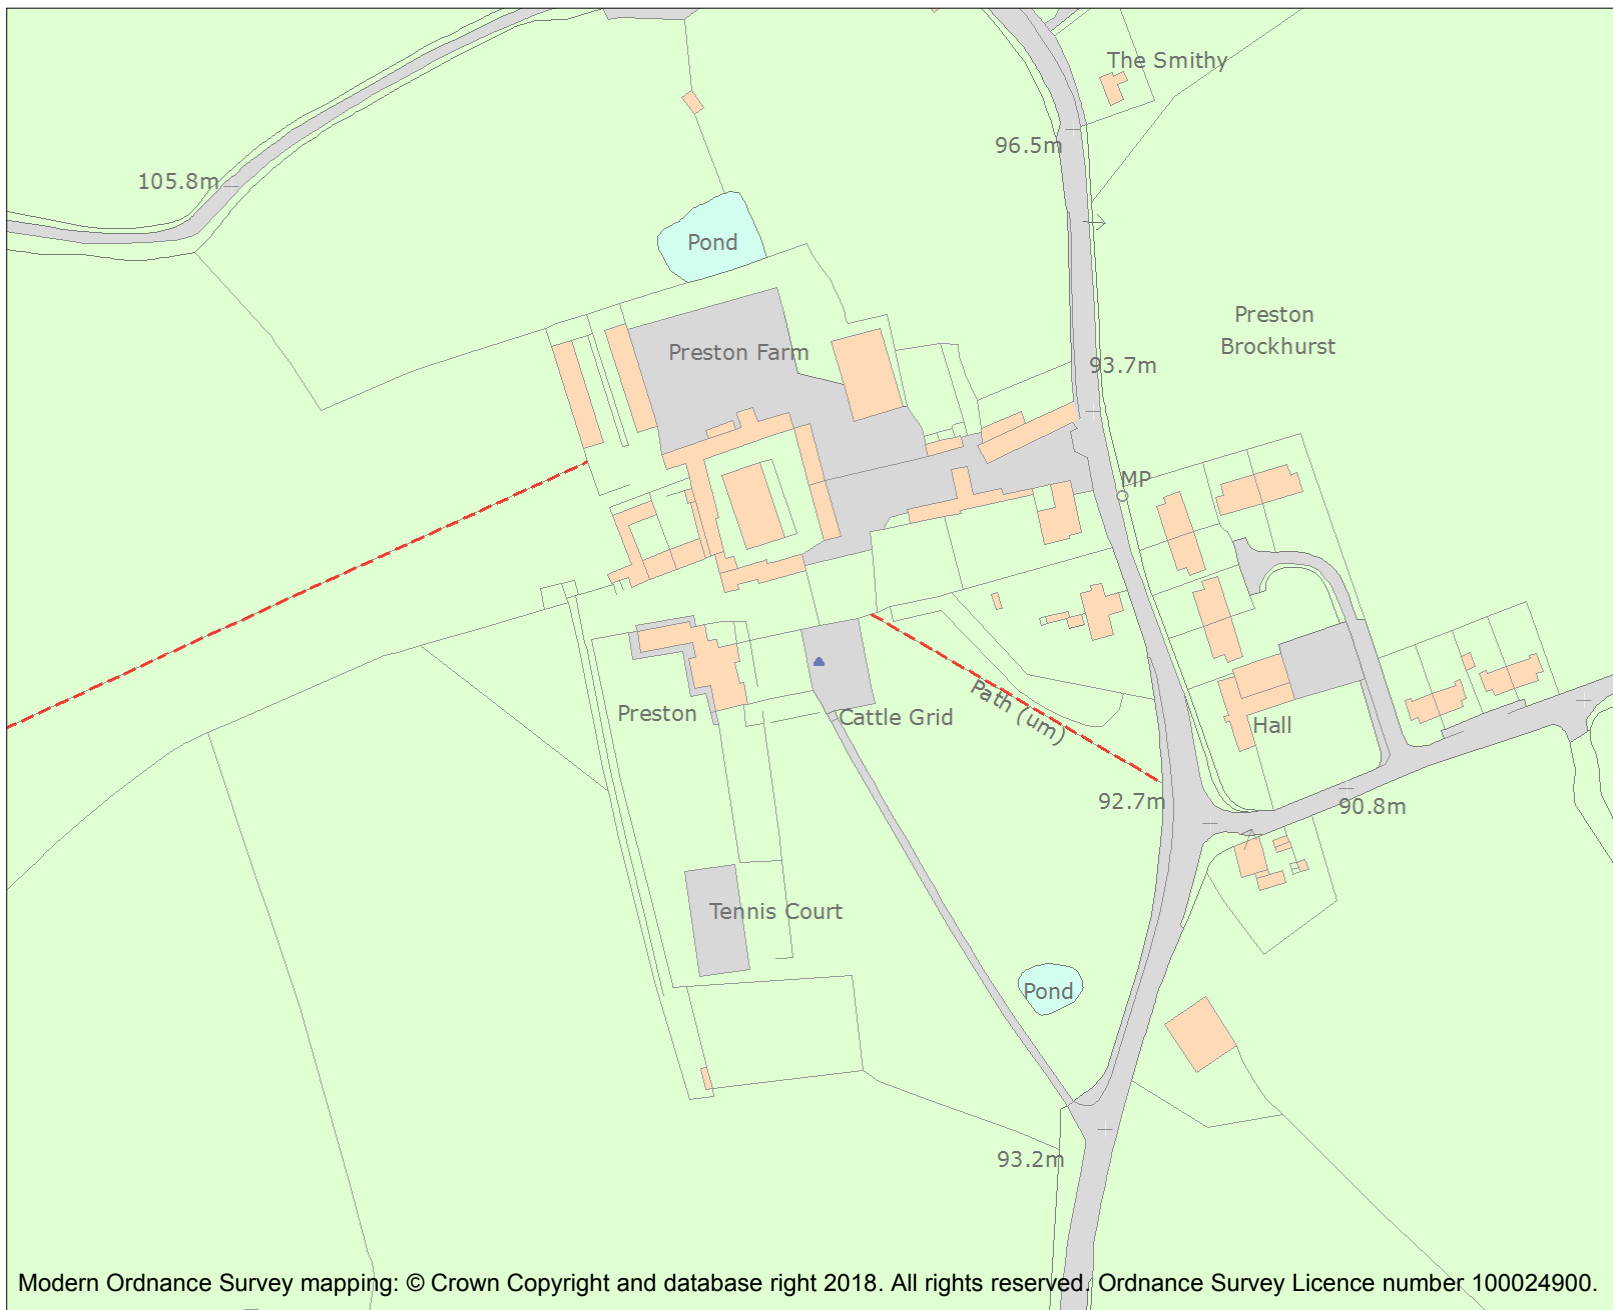 The Smithy
96.5m
105.8m
Pond
Preston
Brockhurst
Preston Farm
93.7m
MP
Path (um)
Preston
Cattle Grid
Hall
92.7m
90.8m
Tennis Court
Pond
93.2m
Modern Ordnance Survey mapping: © Crown Copyright and database right 2018. All rights reserved. Ordnance Survey Licence number 100024900.